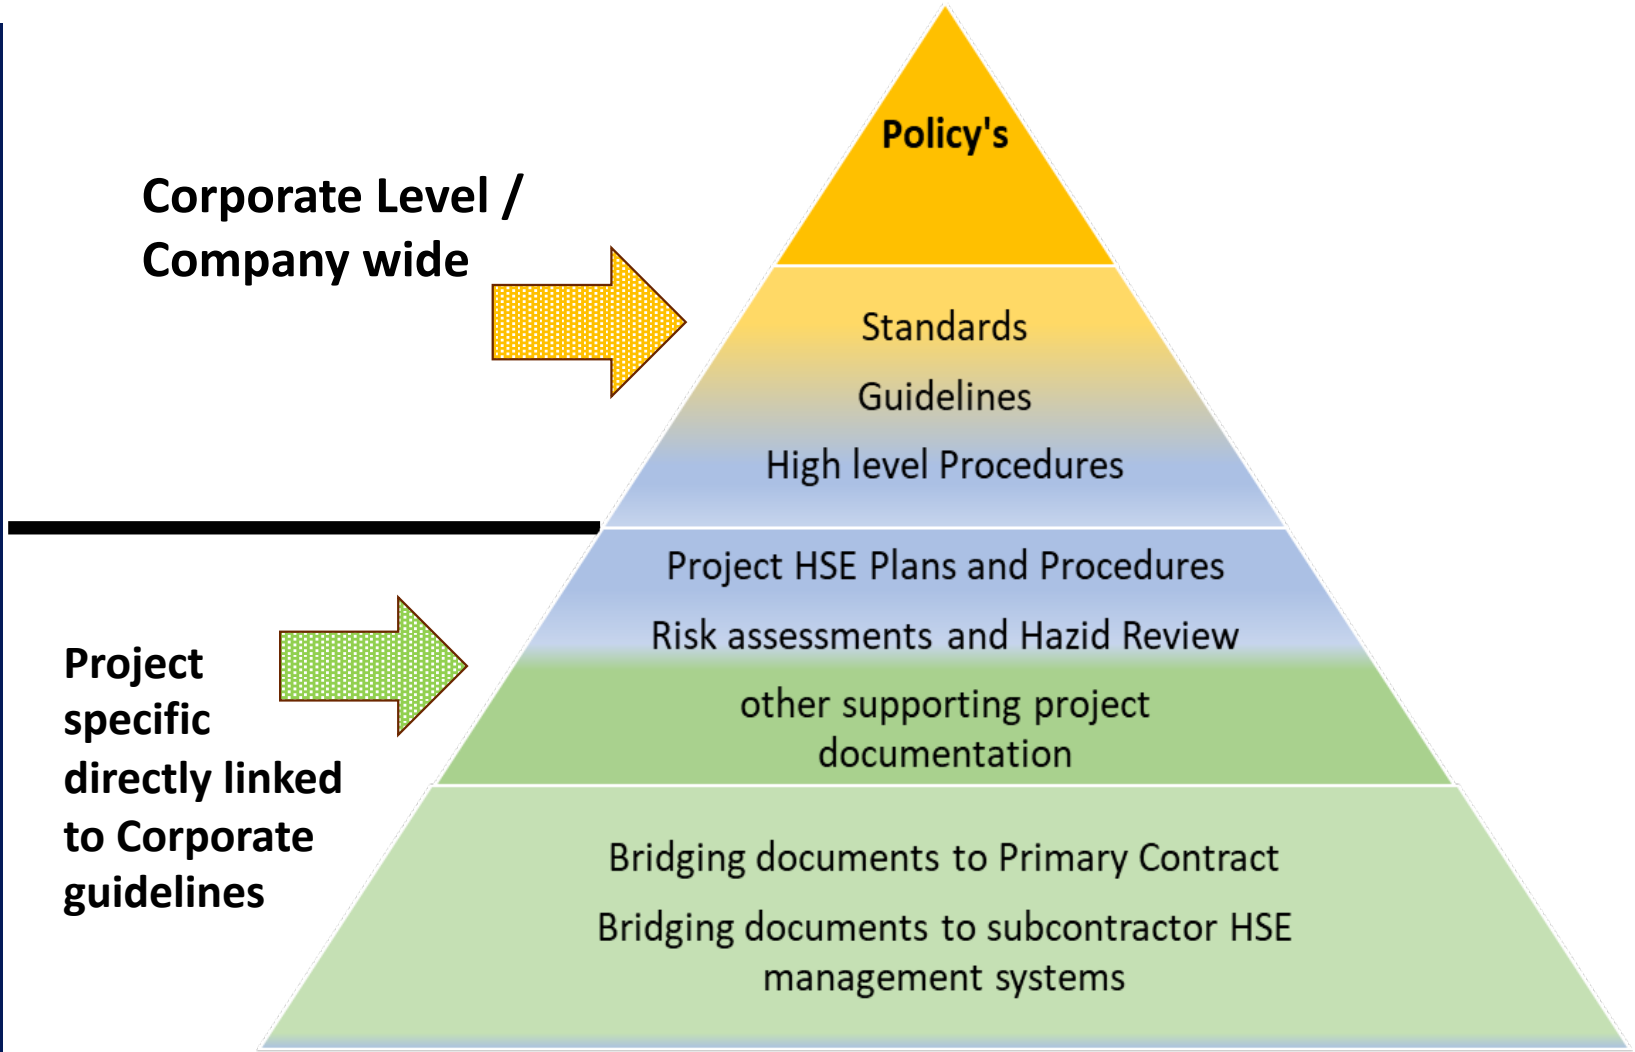 Policy's
Corporate Level /
Company wide
Standards
Guidelines
High level Procedures
Project HSE Plans and Procedures
Risk assessments and Hazid Review
other supporting project
documentation
Project
specific
directly linked
to Corporate
guidelines
Bridging documents to Primary Contract
Bridging documents to subcontractor HSE
management systems